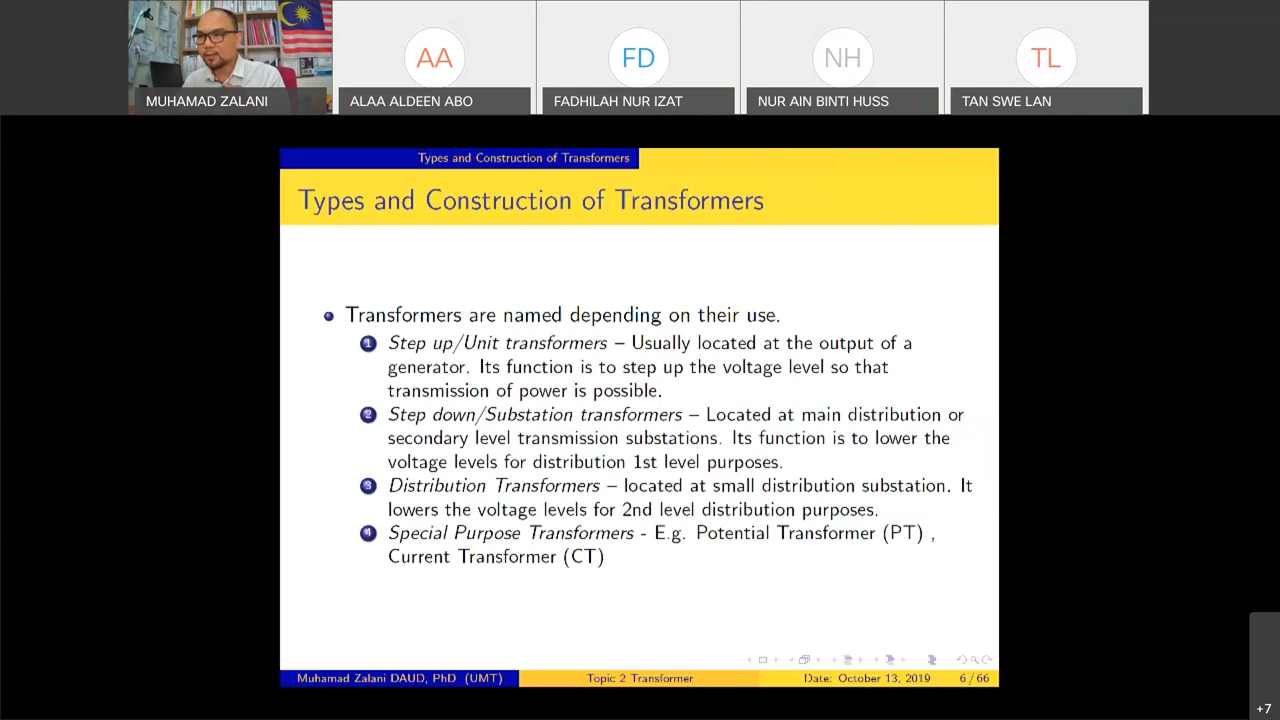 AA
FD
NH
TL
MUHAMAD ZALANI
ALAA ALDEEN ABO
FADHILAH NUR IZAT
NUR AIN BINTI HUSS
TAN SWE LAN
Types and Construction of Transformers
Types and Construction of Transformers
Transformers are named depending on their use.
1 Step up/Unit transformers – Usually located at the output of a
generator. Its function is to step up the voltage level so that
transmission of power is possible.
2 Step down/Substation transformers – Located at main distribution or
secondary level transmission substations. Its function is to lower the
voltage levels for distribution 1st level purposes.
3 Distribution Transformers – located at small distribution substation. It
lowers the voltage levels for 2nd level distribution purposes.
4 Special Purpose Transformers - E.g. Potential Transformer (PT) ,
Current Transformer (CT)
Muhamad Zalani DAUD, PhD (UMT)
Topic 2 Transformer
Date: October 13, 2019
6 / 66
+7